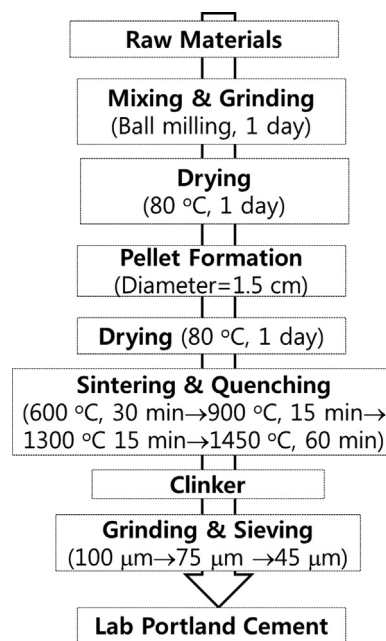 Raw Materials
Mixing & Grinding
(Ball milling, 1 day)
Drying
(80 °C, 1 day)
Pellet Formation
(Diameter=1.5 cm)
Drying (80 °C, 1 day)
Sintering & Quenching
(600 °C, 30 min→900 °C, 15 min→
1300 °C 15 min→1450 °C, 60 min)
Clinker
Grinding & Sieving
(100 μm→75 μm →45 μm)
Lab Portland Cement